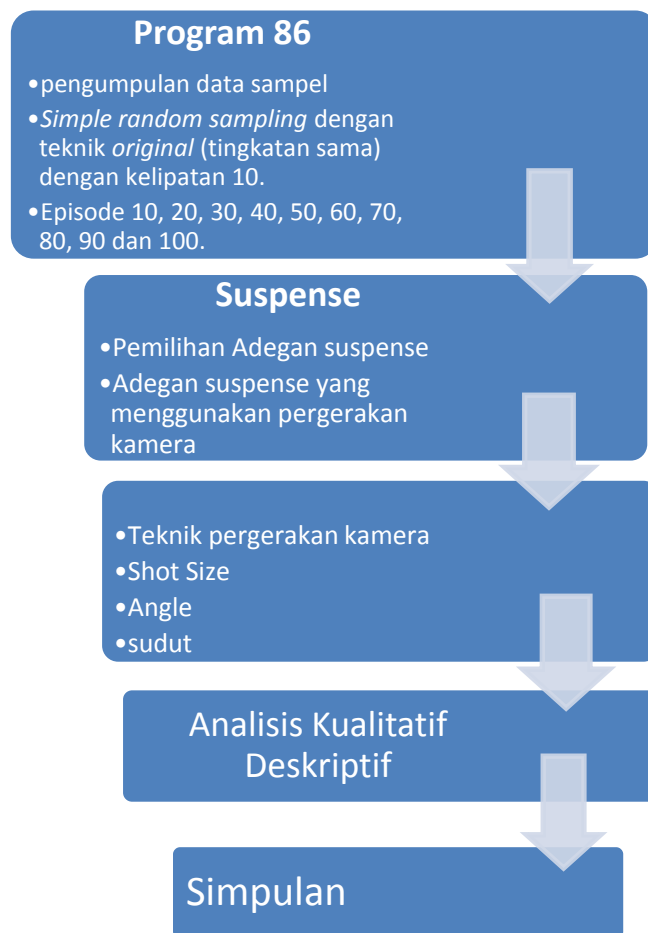 Program 86
•pengumpulan data sampel
•Simple random sampling dengan
teknik original (tingkatan sama)
dengan kelipatan 10.
•Episode 10, 20, 30, 40, 50, 60, 70,
80, 90 dan 100.
Suspense
•Pemilihan Adegan suspense
•Adegan suspense yang
menggunakan pergerakan
kamera
•Teknik pergerakan kamera
•Shot Size
•Angle
•sudut
Analisis Kualitatif
Deskriptif
Simpulan